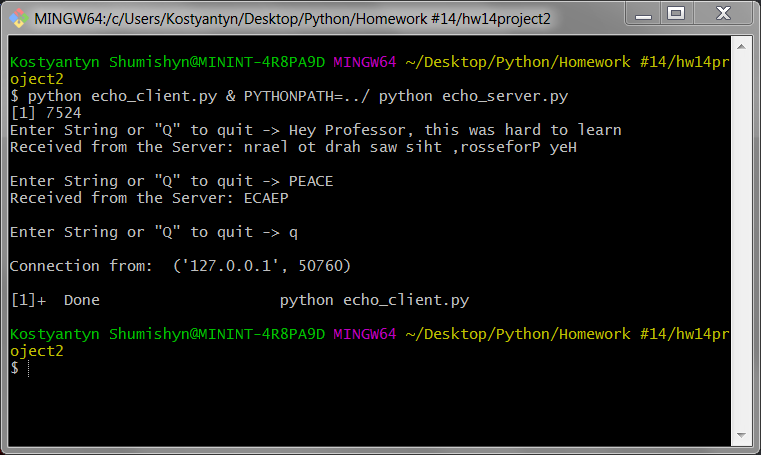 MINGW64:/c/Users/Kostyantyn/Desktop/Python/Homework #14/hw14project2
Kostyantyn Shumishyn@MININT-4R8PA9D MINGW64 ~/Desktop/Python/Homework #14/hw14pr
oject2
$ python echo_client.py & PYTHONPATH=../ python echo_server.py
[1] 7524
Enter String or "Q" to quit -> Hey Professor, this was hard to learn
Received from the Server: nrael ot drah saw siht ,rosseforP yeH
Enter String or "Q" to quit -> PEACE
Received from the Server: ECAEP
Enter String or "Q" to quit -> q
Connection from:  ('127.0.0.1', 50760)
[1]+  Done                    python echo_client.py
Kostyantyn Shumishyn@MININT-4R8PA9D MINGW64 ~/Desktop/Python/Homework #14/hw14pr
oject2
$